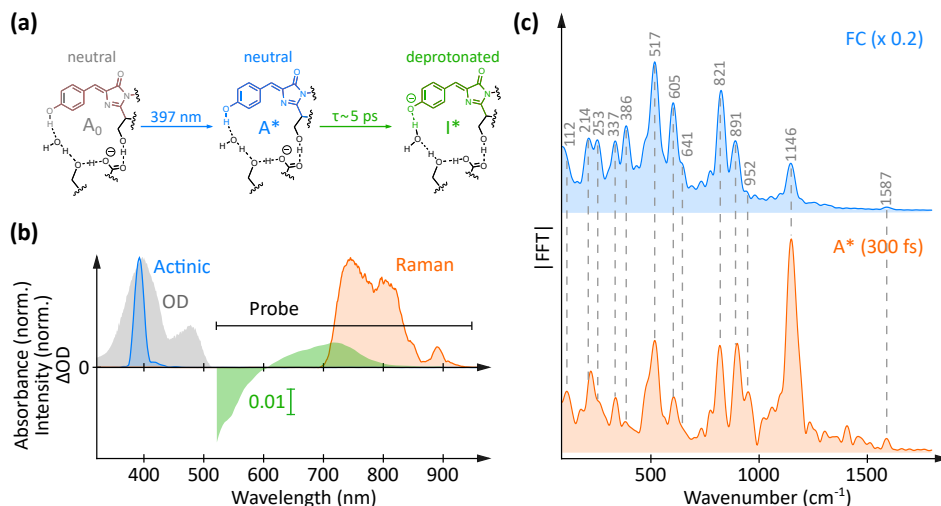 (a)
neutral
neutral
deprotonated
O
N
N
O
H
A₀
H
O
H
O
H
O
⊖
O
H
O
397 nm
O
N
N
O
H
A*
H
O
H
O
H
O
⊖
O
H
O
τ~5 ps
O
N
N
⊖
O
H
I*
H
O
H
O
H
O
O
H
O
(b)
Absorbance (norm.)
Intensity (norm.)
ΔOD
0
Actinic
OD
Probe
Raman
0.01
400 500 600 700 800 900
Wavelength (nm)
(c)
|FFT|
FC (x 0.2)
112
214
253
337
386
517
605
641
821
891
952
1146
1587
A* (300 fs)
500 1000 1500
Wavenumber (cm⁻¹)